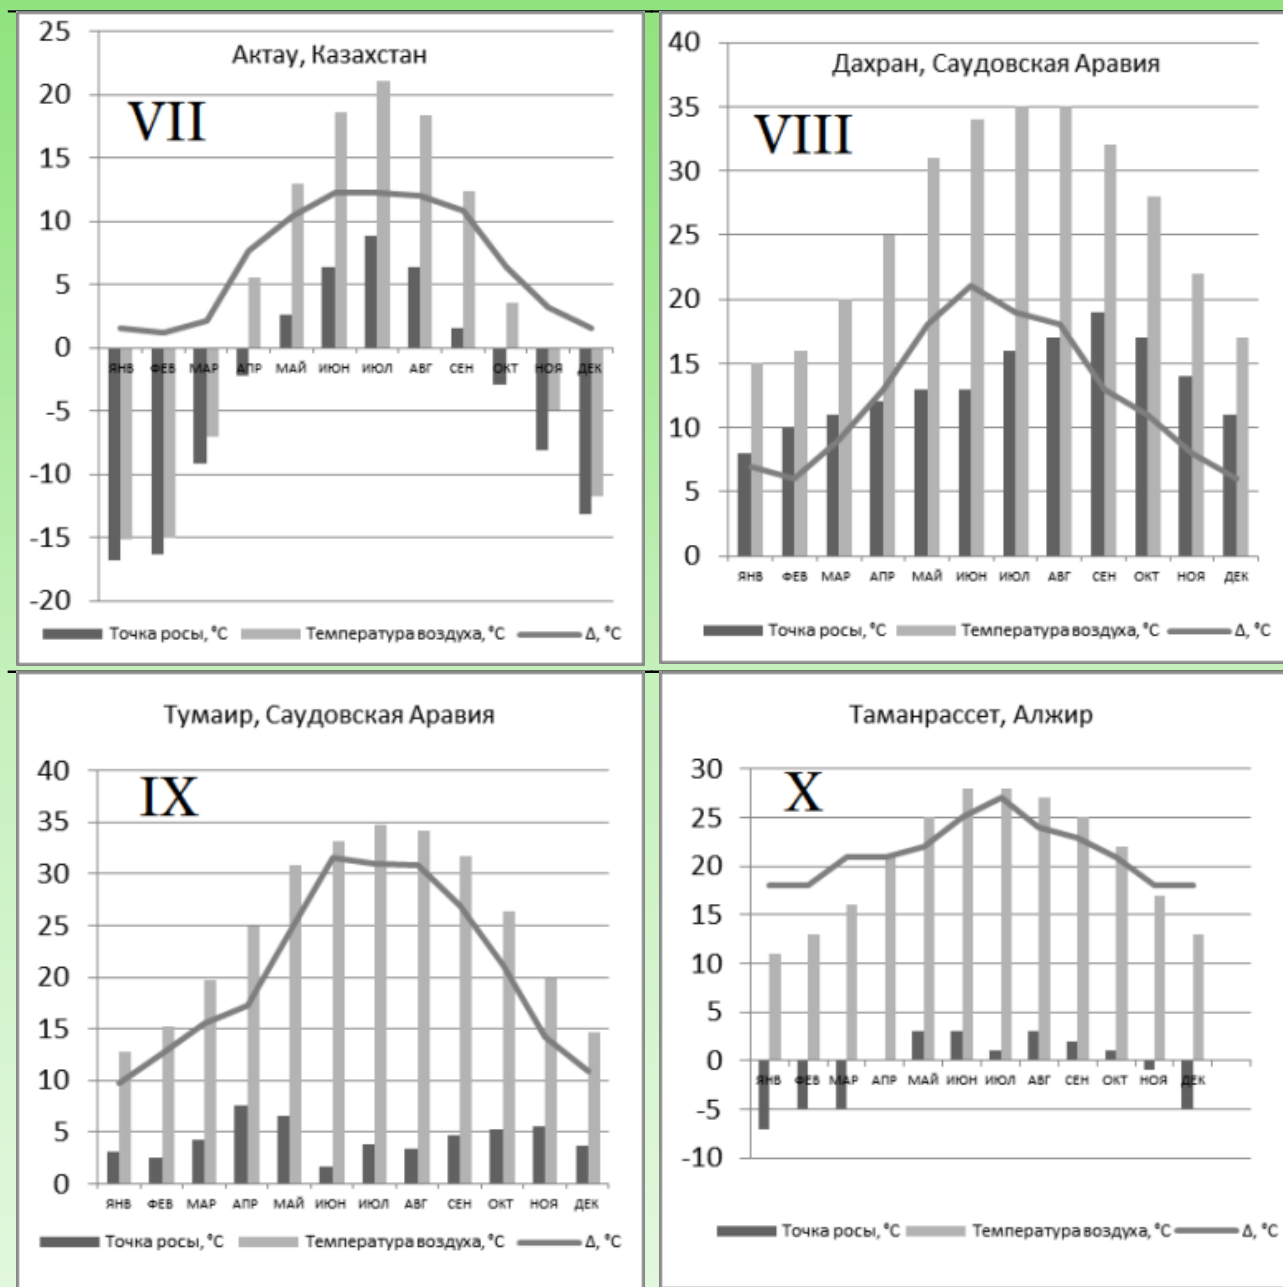 Актау, Казахстан
VII
25
20
15
10
5
0
-5
-10
-15
-20
ЯНВ ФЕВ МАР АПР МАЙ ИЮН ИЮЛ АВГ СЕН ОКТ НОЯ ДЕК
Точка росы, °С Температура воздуха, °С Δ, °С
Дахран, Саудовская Аравия
VIII
40
35
30
25
20
15
10
5
0
ЯНВ ФЕВ МАР АПР МАЙ ИЮН ИЮЛ АВГ СЕН ОКТ НОЯ ДЕК
Точка росы, °С Температура воздуха, °С Δ, °С
Тумаир, Саудовская Аравия
IX
40
35
30
25
20
15
10
5
0
ЯНВ ФЕВ МАР АПР МАЙ ИЮН ИЮЛ АВГ СЕН ОКТ НОЯ ДЕК
Точка росы, °С Температура воздуха, °С Δ, °С
Таманрассет, Алжир
X
30
25
20
15
10
5
0
-5
-10
ЯНВ ФЕВ МАР АПР МАЙ ИЮН ИЮЛ АВГ СЕН ОКТ НОЯ ДЕК
Точка росы, °С Температура воздуха, °С Δ, °С